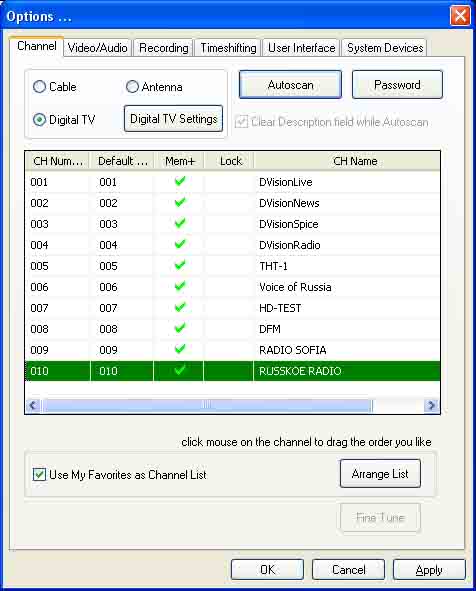 Options ...
Channel Video/Audio Recording Timeshifting User Interface System Devices
Cable Antenna Autoscan Password
Digital TV Digital TV Settings Clear Description field while Autoscan
CH Num... Default ... Mem+ Lock CH Name
001 001 DVisionLive
002 002 DVisionNews
003 003 DVisionSpice
004 004 DVisionRadio
005 005 THT-1
006 006 Voice of Russia
007 007 HD-TEST
008 008 DFM
009 009 RADIO SOFIA
010 010 RUSSKOE RADIO
click mouse on the channel to drag the order you like
Use My Favorites as Channel List Arrange List
Fine Tune
OK Cancel Apply